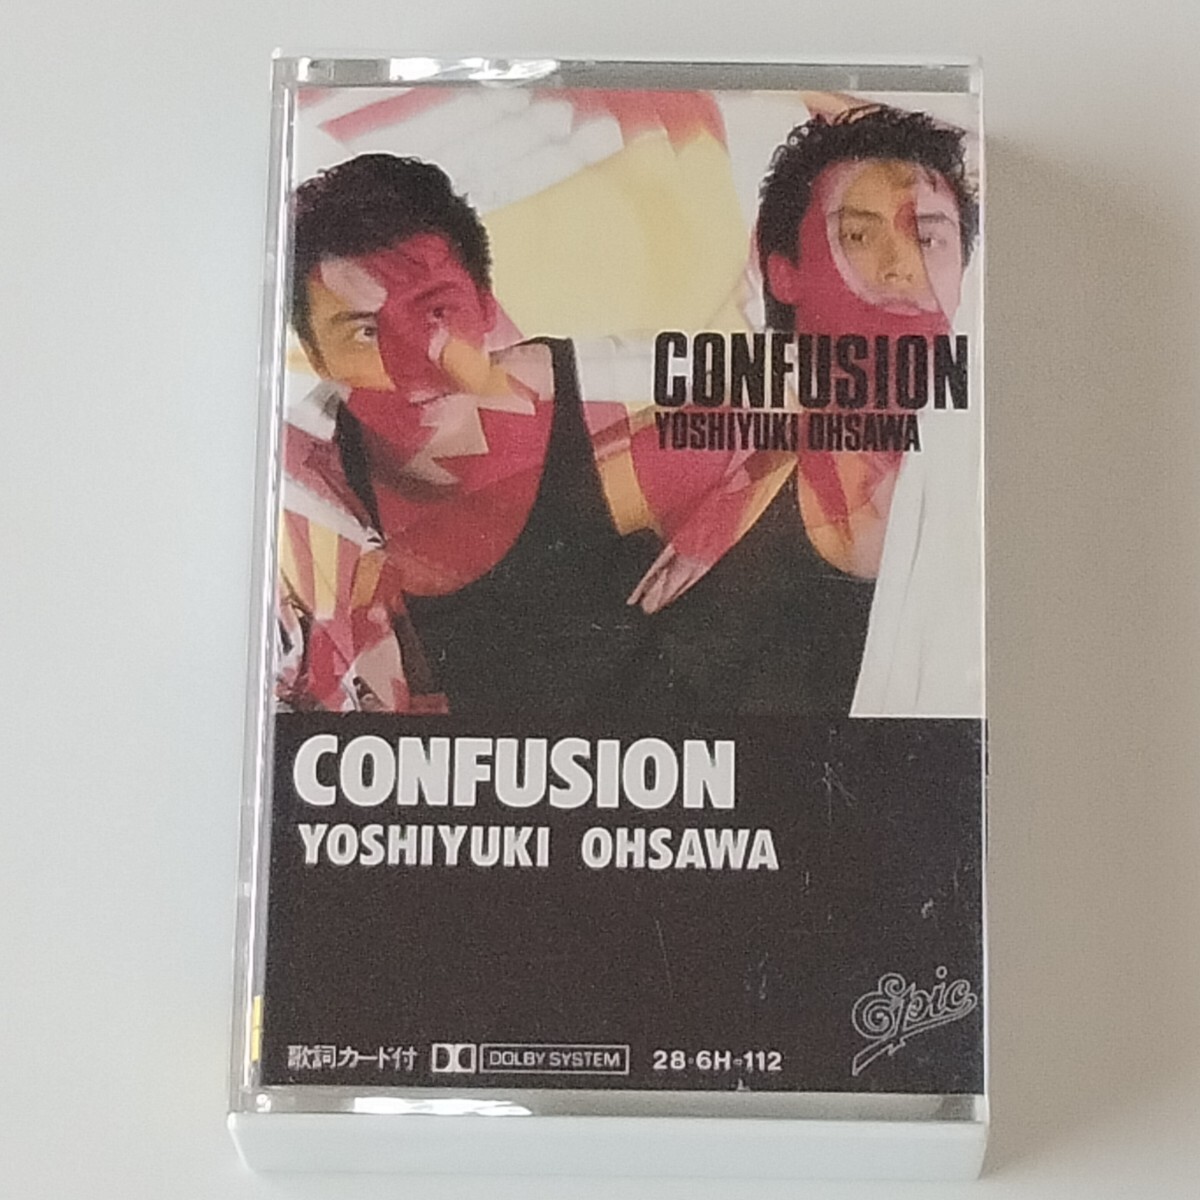 CONFUSION
YOSHIYUKI OHSAWA
CONFUSION
YOSHIYUKI OHSAWA
Epic
歌詞カード付 DOLBY SYSTEM 28・6H-112